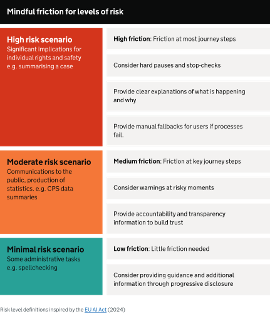 Mindful friction for levels of risk
High risk scenario
Significant implications for
individual rights and safety
e.g. summarising a case
High friction: Friction at most journey steps
Consider hard pauses and stop-checks
Provide clear explanations of what is happening
and why
Provide manual fallbacks for users if processes
fail.
Moderate risk scenario
Communications to the
public, production of
statistics, e.g. CPS data
summaries
Medium friction: Friction at key journey steps
Consider warnings at risky moments
Provide accountability and transparency
information to build trust
Minimal risk scenario
Some administrative tasks
e.g. spellchecking
Low friction: Little friction needed
Consider providing guidance and additional
information through progressive disclosure
Risk level definitions inspired by the EU AI Act (2024)